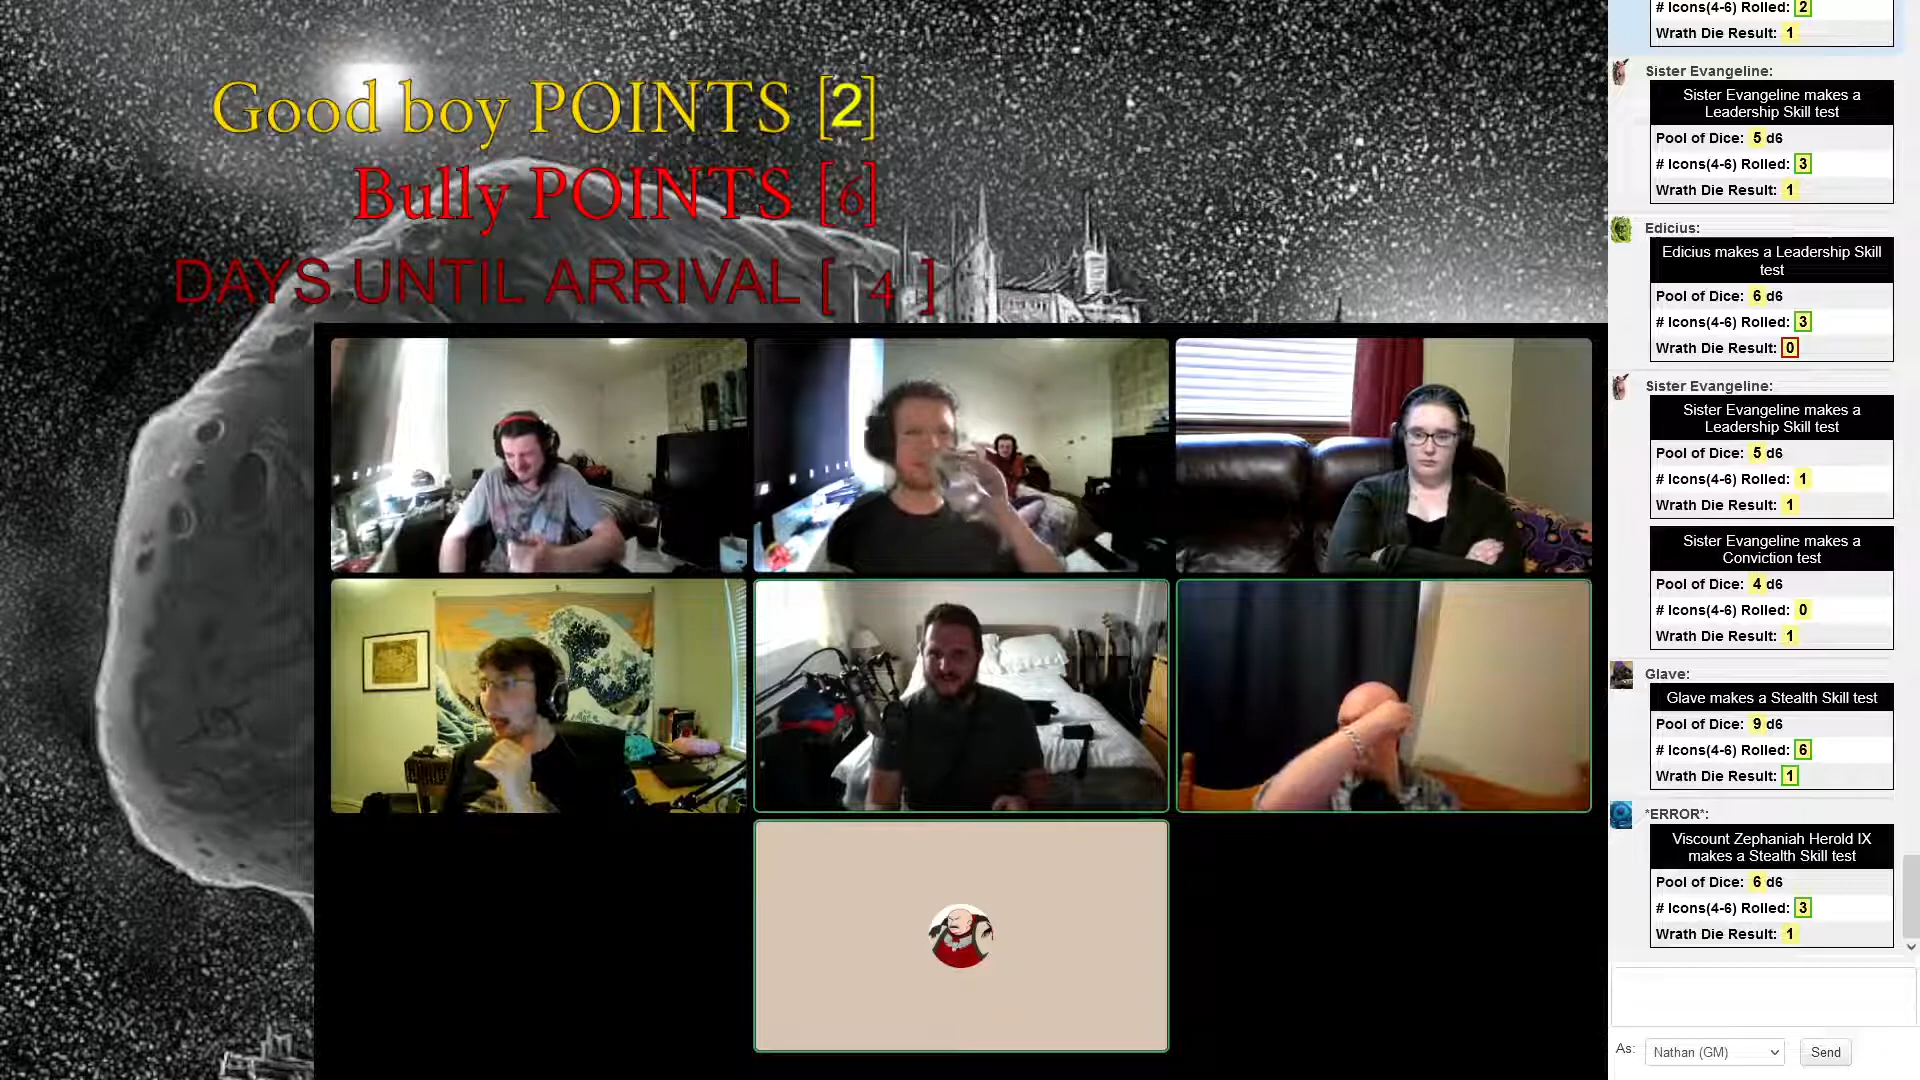 Good boy POINTS [2]
Bully POINTS [6]
DAYS UNTIL ARRIVAL [ 4 ]
# Icons(4-6) Rolled: 2
Wrath Die Result: 1
Sister Evangeline:
Sister Evangeline makes a
Leadership Skill test
Pool of Dice: 5 d6
# Icons(4-6) Rolled: 3
Wrath Die Result: 1
Edicius:
Edicius makes a Leadership Skill
test
Pool of Dice: 6 d6
# Icons(4-6) Rolled: 3
Wrath Die Result: 0
Sister Evangeline:
Sister Evangeline makes a
Leadership Skill test
Pool of Dice: 5 d6
# Icons(4-6) Rolled: 1
Wrath Die Result: 1
Sister Evangeline makes a
Conviction test
Pool of Dice: 4 d6
# Icons(4-6) Rolled: 0
Wrath Die Result: 1
Glave:
Glave makes a Stealth Skill test
Pool of Dice: 9 d6
# Icons(4-6) Rolled: 6
Wrath Die Result: 1
*ERROR*:
Viscount Zephaniah Herold IX
makes a Stealth Skill test
Pool of Dice: 6 d6
# Icons(4-6) Rolled: 3
Wrath Die Result: 1
As: Nathan (GM) Send